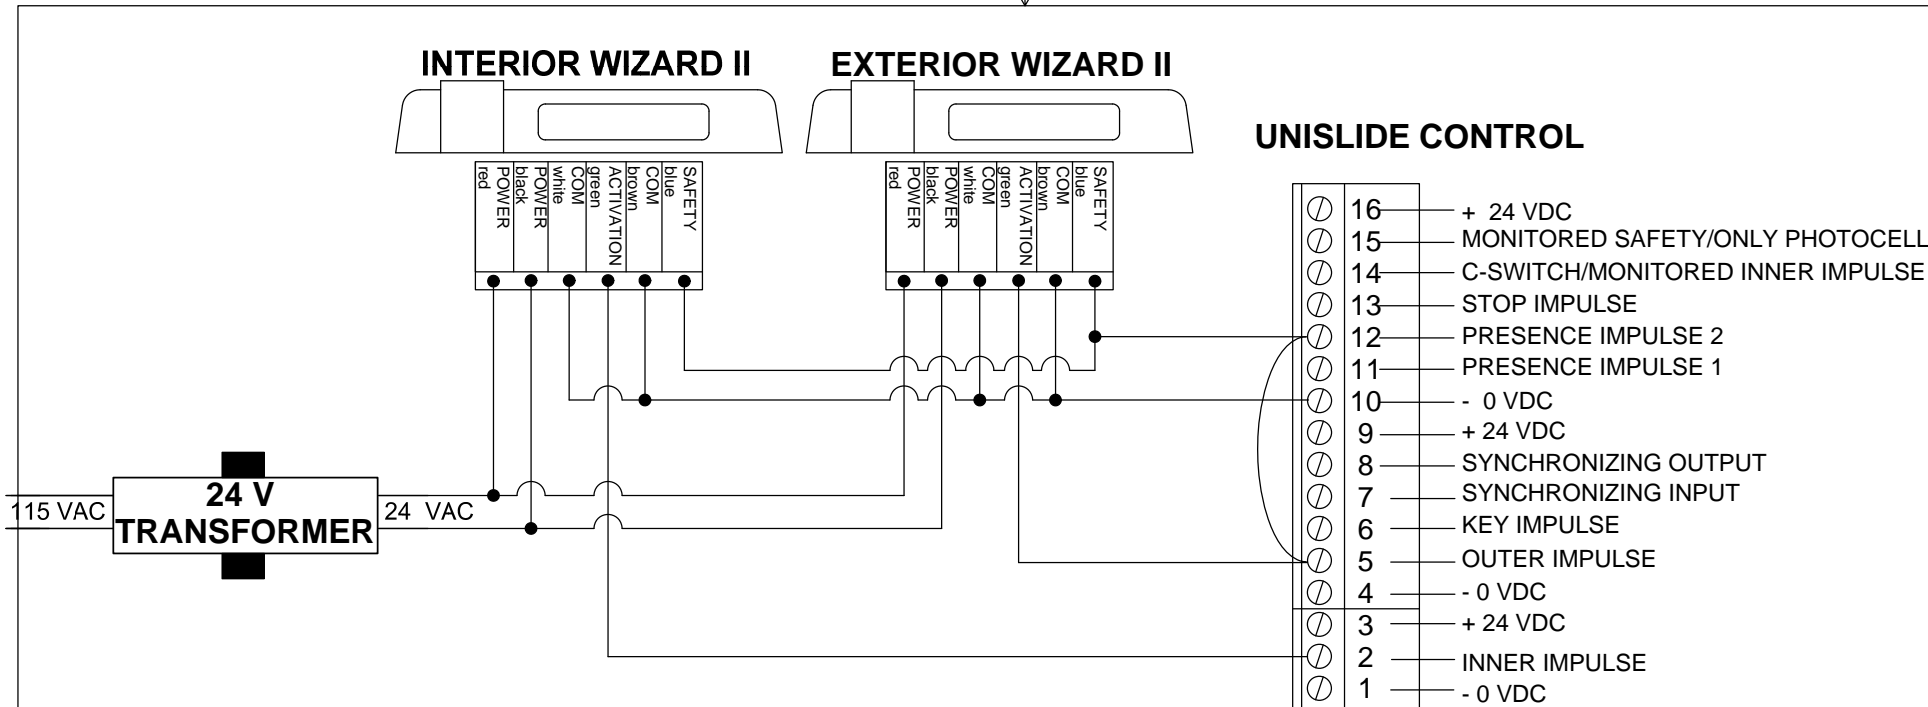 INTERIOR WIZARD II
EXTERIOR WIZARD II
UNISLIDE CONTROL
POWER
red
POWER
black
COM
white
ACTIVATION
green
COM
brown
SAFETY
blue
POWER
red
POWER
black
COM
white
ACTIVATION
green
COM
brown
SAFETY
blue
16 + 24 VDC
15 MONITORED SAFETY/ONLY PHOTOCELL
14 C-SWITCH/MONITORED INNER IMPULSE
13 STOP IMPULSE
12 PRESENCE IMPULSE 2
11 PRESENCE IMPULSE 1
10 - 0 VDC
9 + 24 VDC
8 SYNCHRONIZING OUTPUT
7 SYNCHRONIZING INPUT
6 KEY IMPULSE
5 OUTER IMPULSE
4 - 0 VDC
3 + 24 VDC
2 INNER IMPULSE
1 - 0 VDC
115 VAC
24 V
TRANSFORMER
24 VAC